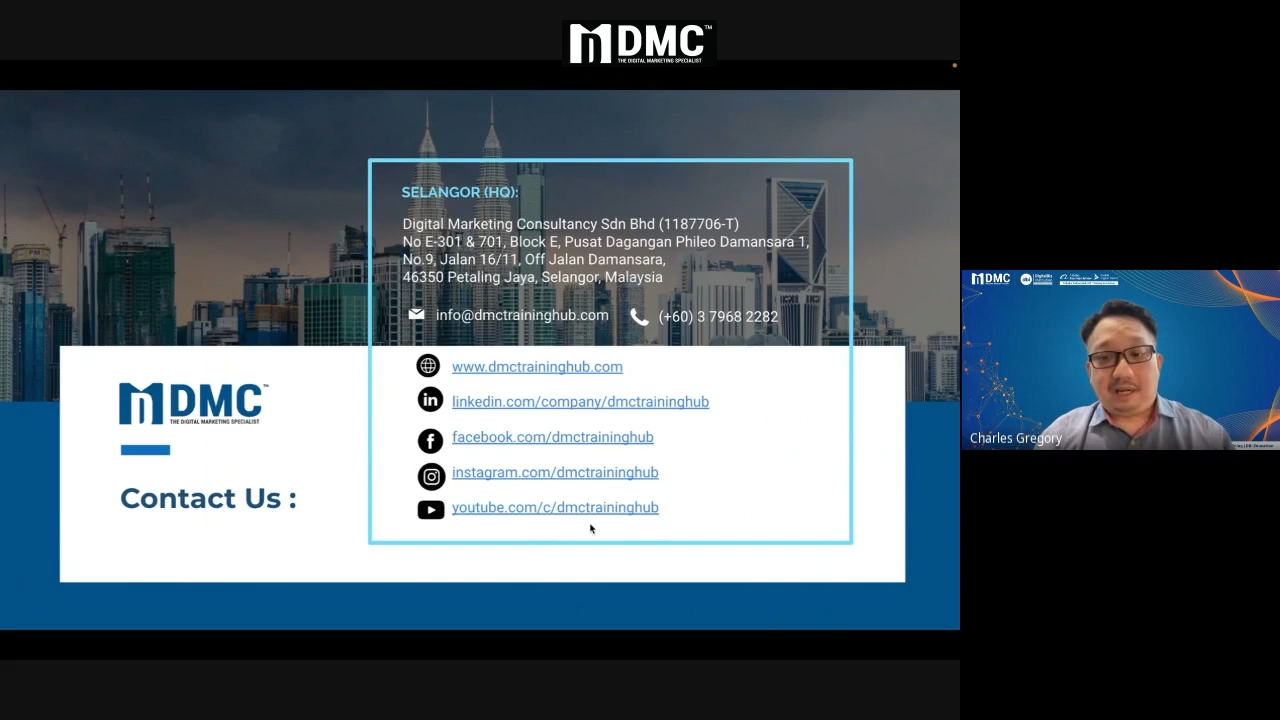 DMC™
THE DIGITAL MARKETING SPECIALIST
SELANGOR (HQ):
Digital Marketing Consultancy Sdn Bhd (1187706-T)
No E-301 & 701, Block E, Pusat Dagangan Phileo Damansara 1,
No.9, Jalan 16/11, Off Jalan Damansara,
46350 Petaling Jaya, Selangor, Malaysia
info@dmctraininghub.com (+60) 3 7968 2282
www.dmctraininghub.com
linkedin.com/company/dmctraininghub
facebook.com/dmctraininghub
instagram.com/dmctraininghub
youtube.com/c/dmctraininghub
DMC™
THE DIGITAL MARKETING SPECIALIST
Contact Us :
DMC
Charles Gregory